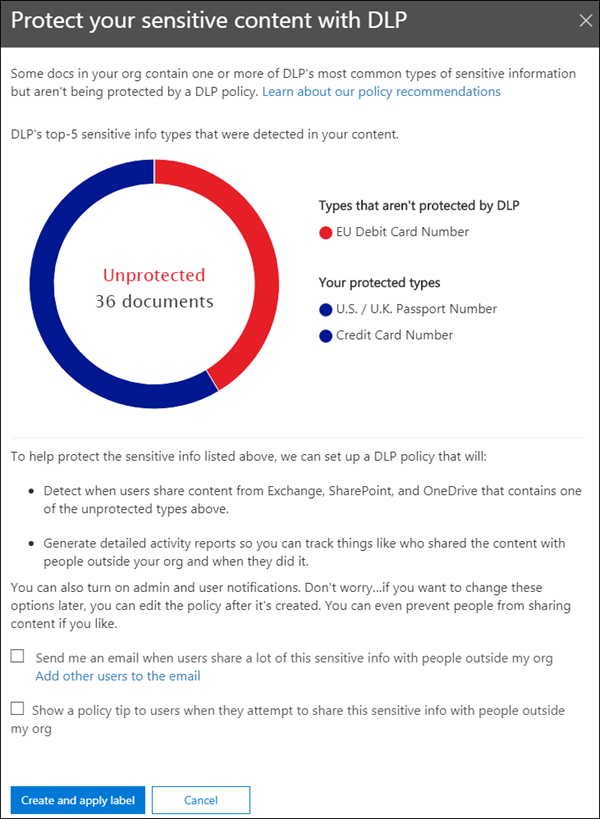 Protect your sensitive content with DLP
Some docs in your org contain one or more of DLP's most common types of sensitive information
but aren't being protected by a DLP policy. Learn about our policy recommendations
DLP's top-5 sensitive info types that were detected in your content.
Unprotected
36 documents
Types that aren't protected by DLP
EU Debit Card Number
Your protected types
U.S. / U.K. Passport Number
Credit Card Number
To help protect the sensitive info listed above, we can set up a DLP policy that will:
• Detect when users share content from Exchange, SharePoint, and OneDrive that contains one
of the unprotected types above.
• Generate detailed activity reports so you can track things like who shared the content with
people outside your org and when they did it.
You can also turn on admin and user notifications. Don't worry...if you want to change these
options later, you can edit the policy after it's created. You can even prevent people from sharing
content if you like.
Send me an email when users share a lot of this sensitive info with people outside my org
Add other users to the email
Show a policy tip to users when they attempt to share this sensitive info with people outside
my org
Create and apply label
Cancel